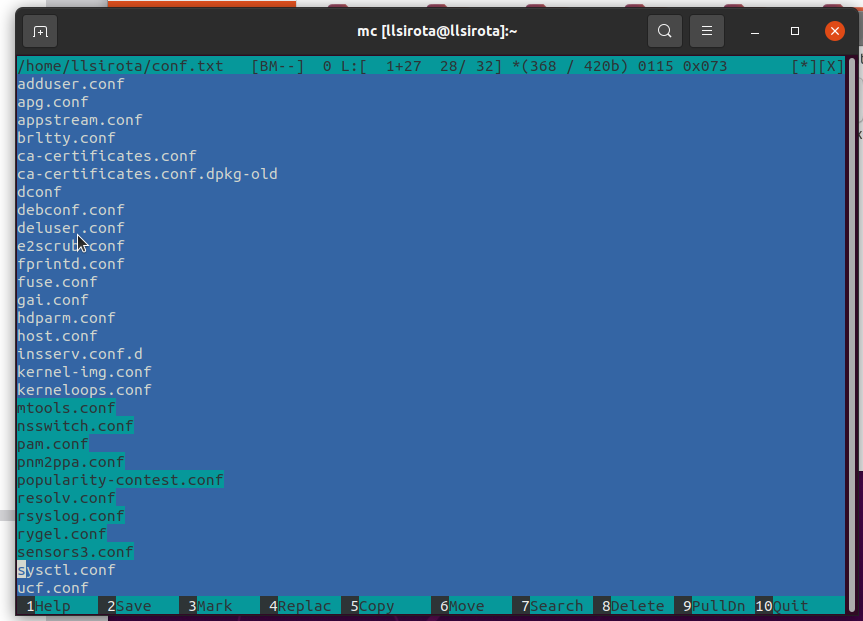 mc [llsirota@llsirota]:~
/home/llsirota/conf.txt [BM--] 0 L:[ 1+27 28/ 32] *(368 / 420b) 0115 0x073 [*][X]
adduser.conf
apg.conf
appstream.conf
brltty.conf
ca-certificates.conf
ca-certificates.conf.dpkg-old
dconf
debconf.conf
deluser.conf
e2scrub.conf
fprintd.conf
fuse.conf
gai.conf
hdparm.conf
host.conf
insserv.conf.d
kernel-img.conf
kerneloops.conf
mtools.conf
nsswitch.conf
pam.conf
pnm2ppa.conf
popularity-contest.conf
resolv.conf
rsyslog.conf
rygel.conf
sensors3.conf
sysctl.conf
ucf.conf
1Help 2Save 3Mark 4Replac 5Copy 6Move 7Search 8Delete 9PullDn 10Quit